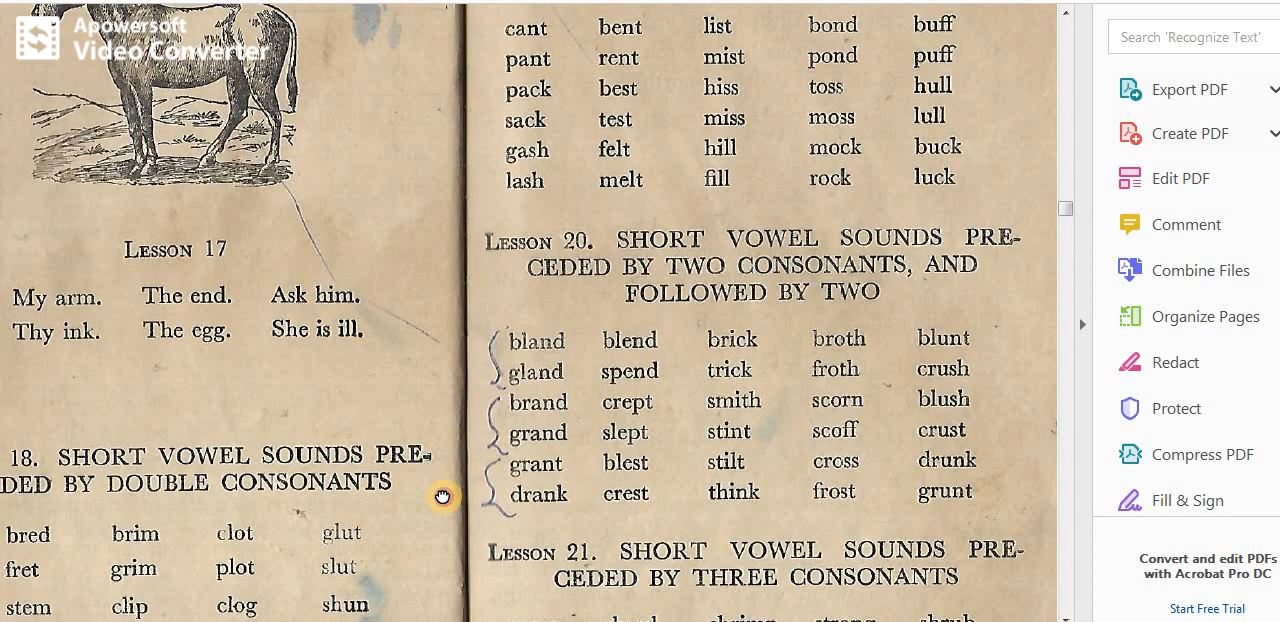 Apowersoft
Video Converter
LESSON 17
My arm. The end. Ask him.
Thy ink. The egg. She is ill.
18. SHORT VOWEL SOUNDS PRE-
DED BY DOUBLE CONSONANTS
bred brim clot glut
fret grim plot slut
stem clip clog shun
cant bent list bond buff
pant rent mist pond puff
pack best hiss toss hull
sack test miss moss lull
gash felt hill mock buck
lash melt fill rock luck
LESSON 20. SHORT VOWEL SOUNDS PRE-
CEDED BY TWO CONSONANTS, AND
FOLLOWED BY TWO
bland blend brick broth blunt
gland spend trick froth crush
brand crept smith scorn blush
grand slept stint scoff crust
grant blest stilt cross drunk
drank crest think frost grunt
LESSON 21. SHORT VOWEL SOUNDS PRE-
CEDED BY THREE CONSONANTS
Search 'Recognize Text'
Export PDF
Create PDF
Edit PDF
Comment
Combine Files
Organize Pages
Redact
Protect
Compress PDF
Fill & Sign
Convert and edit PDFs
with Acrobat Pro DC
Start Free Trial